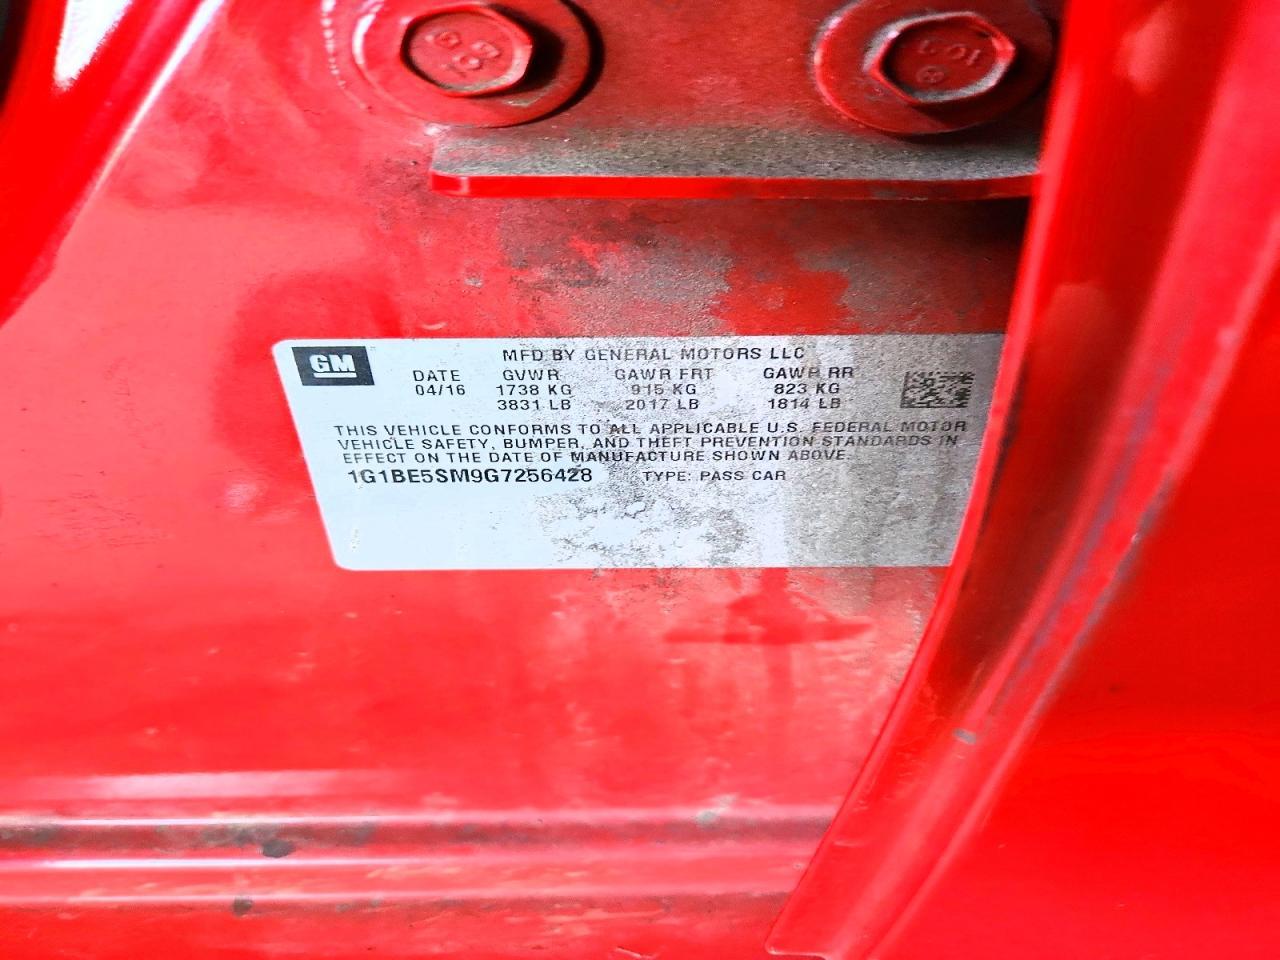 GM
MFD BY GENERAL MOTORS LLC
DATE GVWR GAWR FRT GAWR RR
04/16 1738 KG 915 KG 823 KG
3831 LB 2017 LB 1814 LB
THIS VEHICLE CONFORMS TO ALL APPLICABLE U.S. FEDERAL MOTOR
VEHICLE SAFETY, BUMPER, AND THEFT PREVENTION STANDARDS IN
EFFECT ON THE DATE OF MANUFACTURE SHOWN ABOVE.
1G1BE5SM9G7256428 TYPE: PASS CAR